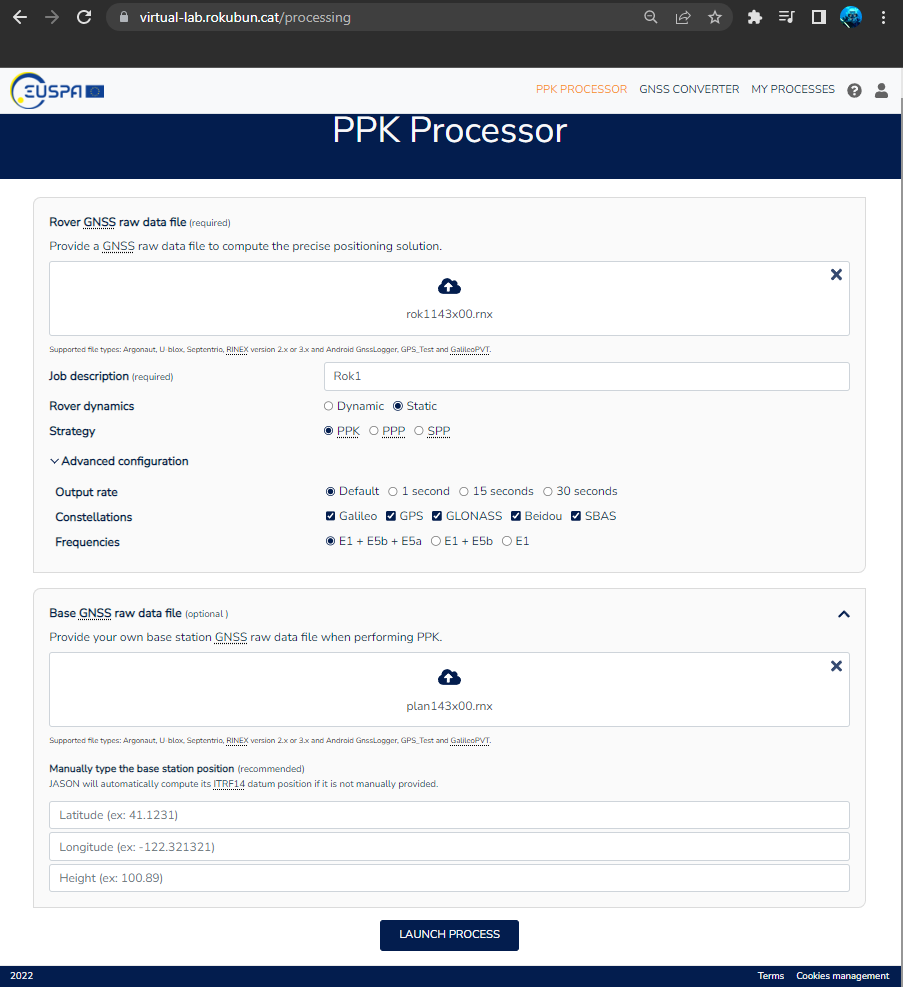 virtual-lab.rokubun.cat/processing
EUSPA PPK PROCESSOR GNSS CONVERTER MY PROCESSES ?
PPK Processor
Rover GNSS raw data file (required)
Provide a GNSS raw data file to compute the precise positioning solution.
rok1143x00.rnx
Supported file types: Argonaut, U-blox, Septentrio, RINEX version 2.x or 3.x and Android GnssLogger, GPS_Test and GalileoPVT.
Job description (required) Rok1
Rover dynamics Dynamic Static
Strategy PPK PPP SPP
Advanced configuration
Output rate Default 1 second 15 seconds 30 seconds
Constellations Galileo GPS GLONASS Beidou SBAS
Frequencies E1 + E5b + E5a E1 + E5b E1
Base GNSS raw data file (optional )
Provide your own base station GNSS raw data file when performing PPK.
plan143x00.rnx
Supported file types: Argonaut, U-blox, Septentrio, RINEX version 2.x or 3.x and Android GnssLogger, GPS_Test and GalileoPVT.
Manually type the base station position (recommended)
JASON will automatically compute its ITRF14 datum position if it is not manually provided.
Latitude (ex: 41.1231)
Longitude (ex: -122.321321)
Height (ex: 100.89)
LAUNCH PROCESS
2022 Terms Cookies management